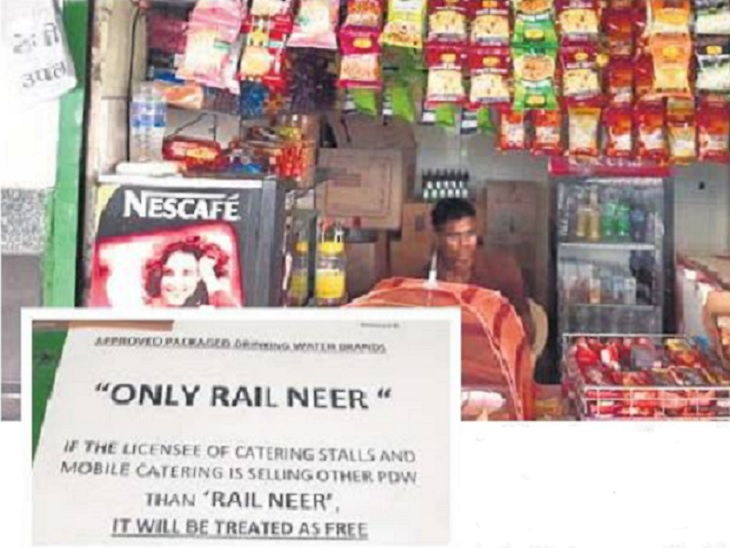 उपल
NESCAFÉ
APPROVED PACKAGED DRINKING WATER BRANDS
"ONLY RAIL NEER "
IF THE LICENSEE OF CATERING STALLS AND
MOBILE CATERING IS SELLING OTHER PDW
THAN 'RAIL NEER',
IT WILL BE TREATED AS FREE